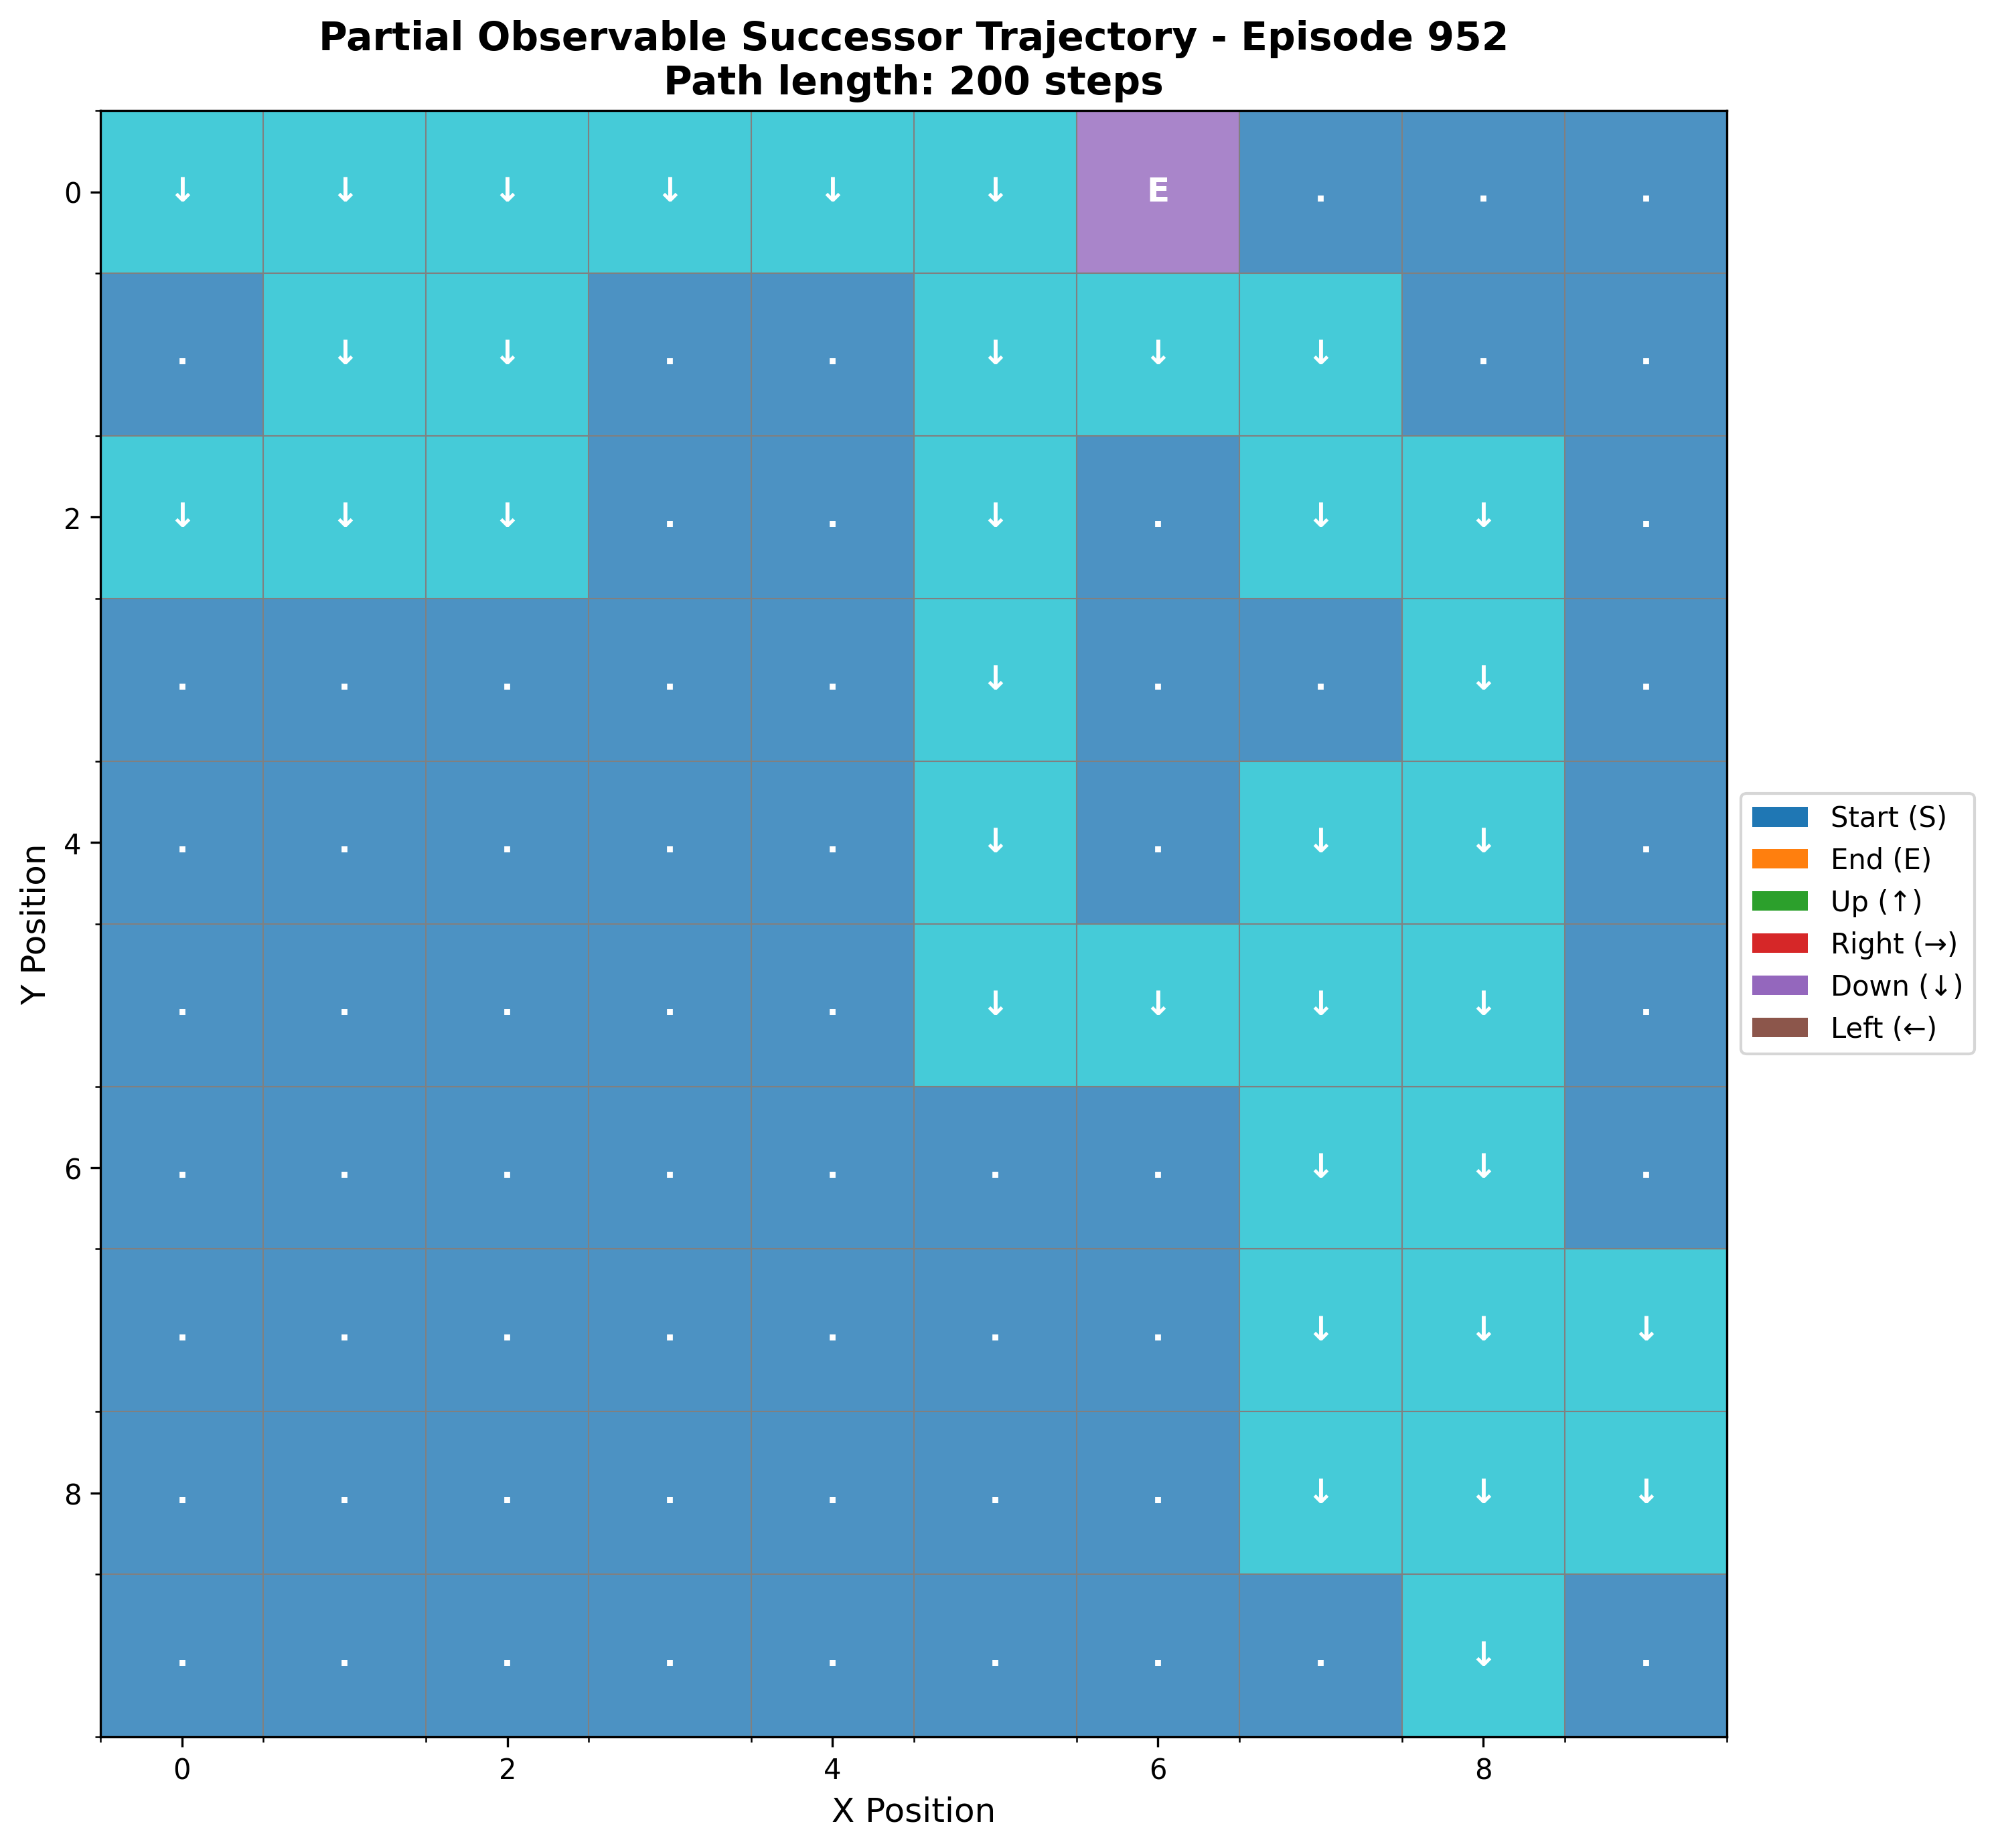 Partial Observable Successor Trajectory - Episode 952
Path length: 200 steps
0 ↓ ↓ ↓ ↓ ↓ ↓ E . . .
. ↓ ↓ . . ↓ ↓ ↓ . .
2 ↓ ↓ ↓ . . ↓ . ↓ ↓ .
. . . . . ↓ . . ↓ .
4 . . . . . ↓ . ↓ ↓ .
. . . . . ↓ ↓ ↓ ↓ .
6 . . . . . . . ↓ ↓ .
. . . . . . . ↓ ↓ ↓
8 . . . . . . . ↓ ↓ ↓
. . . . . . . . ↓ .
0 2 4 6 8
X Position
Y Position
Start (S)
End (E)
Up (↑)
Right (→)
Down (↓)
Left (←)